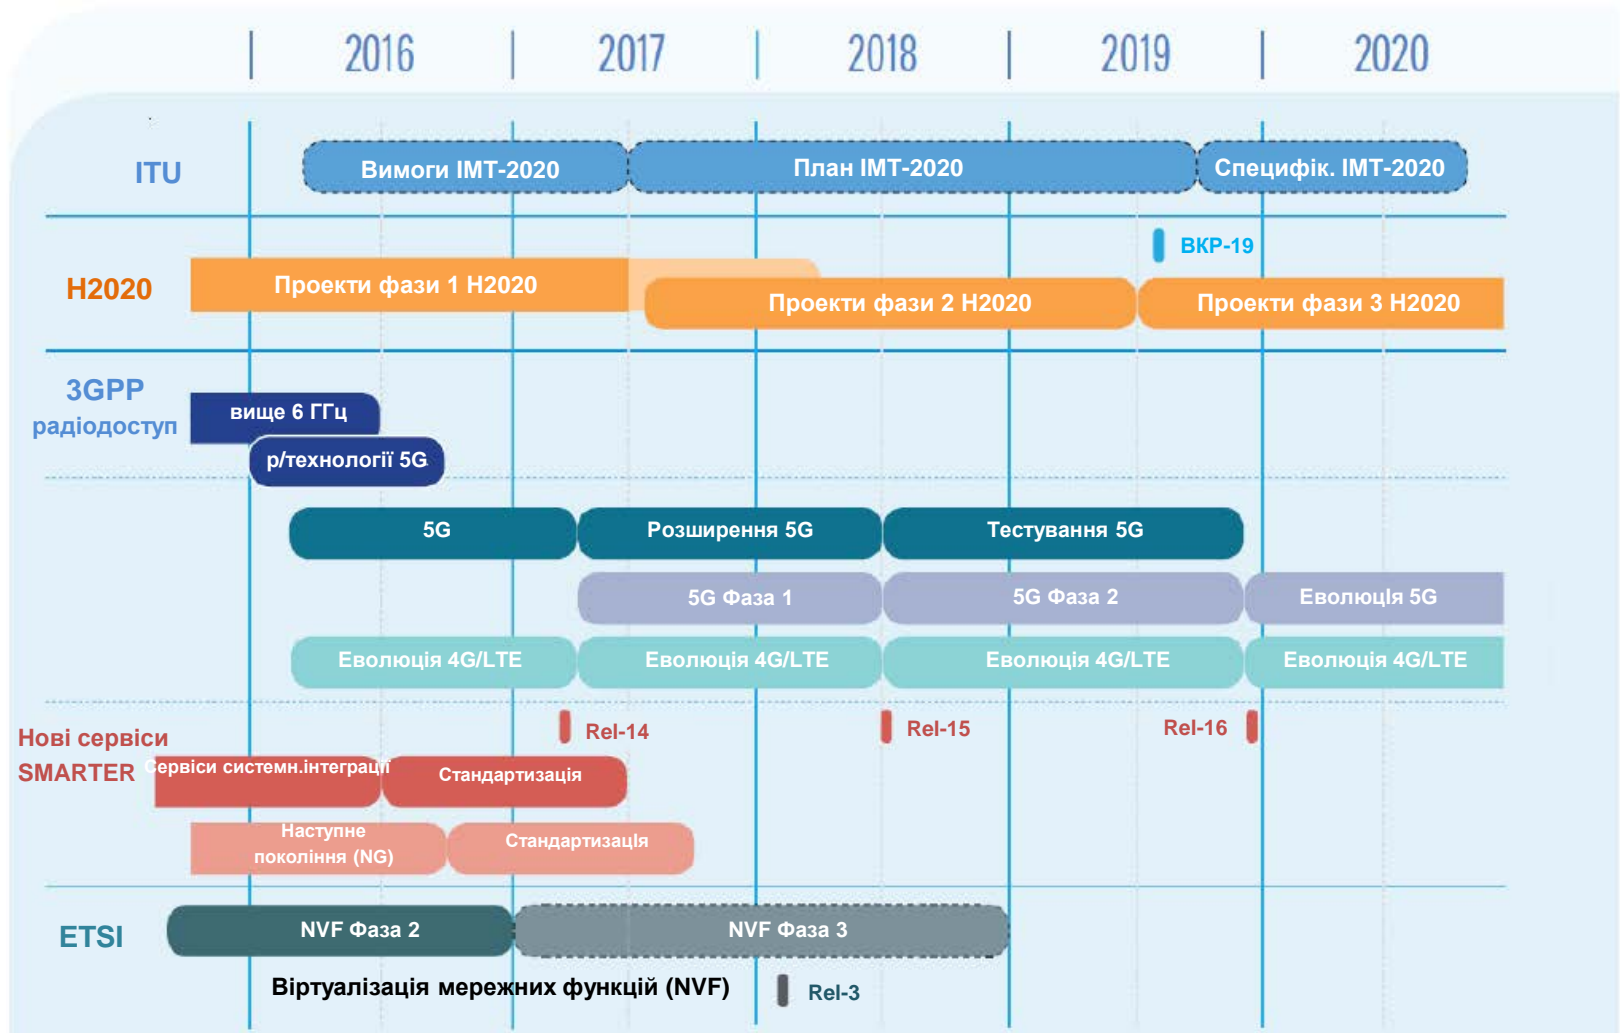 2016 2017 2018 2019 2020
ITU
Вимоги IMT-2020
План IMT-2020
Специфік. IMT-2020
ВКР-19
H2020
Проекти фази 1 H2020
Проекти фази 2 H2020
Проекти фази 3 H2020
3GPP
радіодоступ
вище 6 ГГц
р/технології 5G
5G
Розширення 5G
Тестування 5G
5G Фаза 1
5G Фаза 2
ЕволюцІя 5G
Еволюція 4G/LTE
Еволюція 4G/LTE
Еволюція 4G/LTE
Еволюція 4G/LTE
Rel-14
Rel-15
Rel-16
Нові сервіси
SMARTER
Сервіси системн.інтеграції
Стандартизація
Наступне
покоління (NG)
СтандартизацІя
ETSI
NVF Фаза 2
NVF Фаза 3
Віртуалізація мережних функцій (NVF)
Rel-3